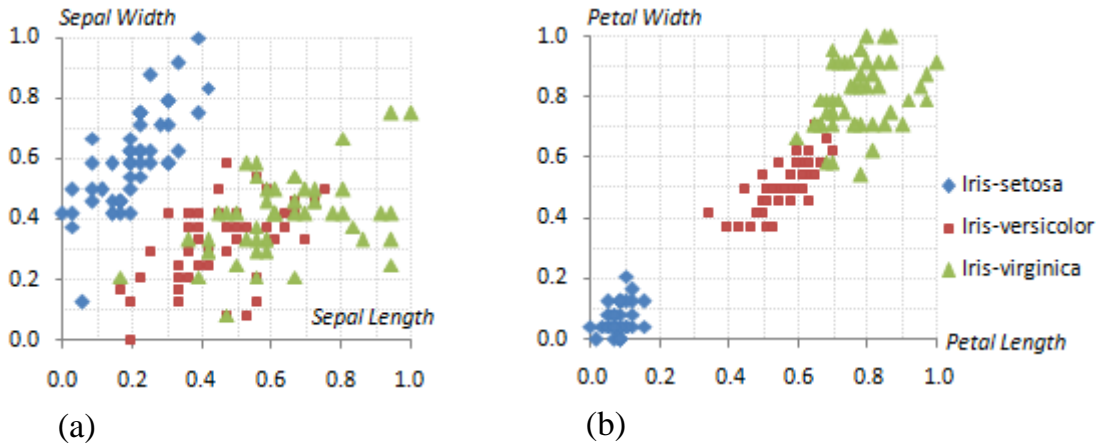 Sepal Width
1.0
0.8
0.6
0.4
0.2
0.0
Sepal Length
0.0 0.2 0.4 0.6 0.8 1.0
(a)
Petal Width
1.0
0.8
0.6
0.4
0.2
0.0
Petal Length
0.0 0.2 0.4 0.6 0.8 1.0
(b)
Iris-setosa
Iris-versicolor
Iris-virginica